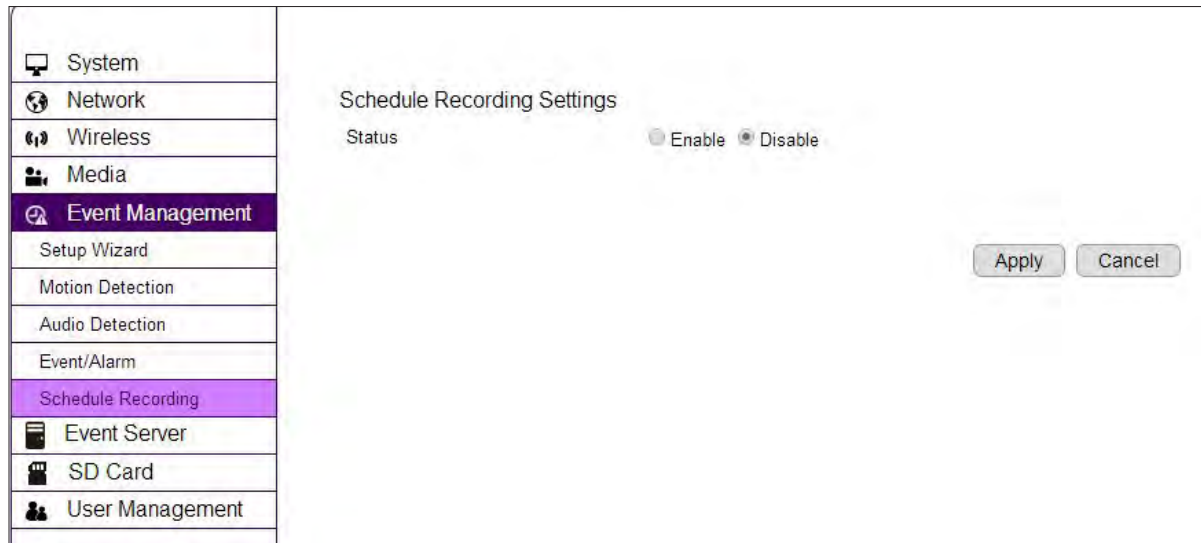 System
Network
Wireless
Media
Event Management
Setup Wizard
Motion Detection
Audio Detection
Event/Alarm
Schedule Recording
Event Server
SD Card
User Management
Schedule Recording Settings
Status Enable Disable
Apply Cancel